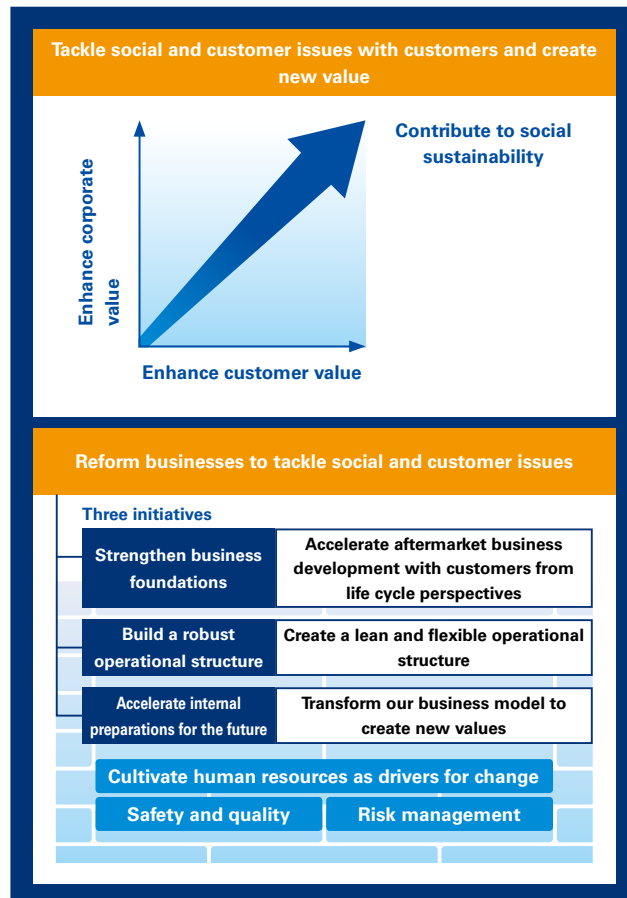 Tackle social and customer issues with customers and create
new value
Enhance corporate
value
Contribute to social
sustainability
Enhance customer value
Reform businesses to tackle social and customer issues
Three initiatives
Strengthen business
foundations
Accelerate aftermarket business
development with customers from
life cycle perspectives
Build a robust
operational structure
Create a lean and flexible operational
structure
Accelerate internal
preparations for the future
Transform our business model to
create new values
Cultivate human resources as drivers for change
Safety and quality
Risk management